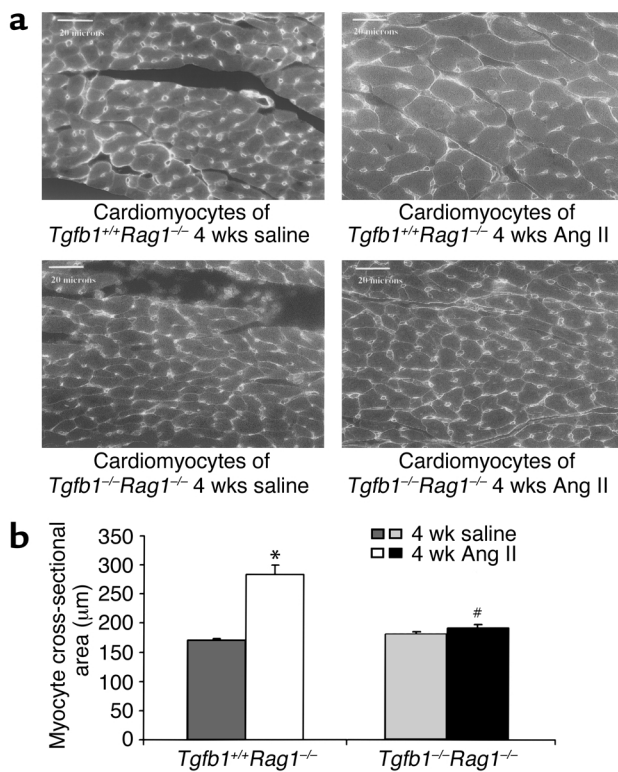 a
20 microns
20 microns
Cardiomyocytes of
Tgfb1+/+Rag1–/– 4 wks saline
Cardiomyocytes of
Tgfb1+/+Rag1–/– 4 wks Ang II
20 microns
20 microns
Cardiomyocytes of
Tgfb1–/–Rag1–/– 4 wks saline
Cardiomyocytes of
Tgfb1–/–Rag1–/– 4 wks Ang II
b
Myocyte cross-sectional
area (μm)
350
300
250
200
150
100
50
0
*
#
4 wk saline
4 wk Ang II
Tgfb1+/+Rag1–/–
Tgfb1–/–Rag1–/–